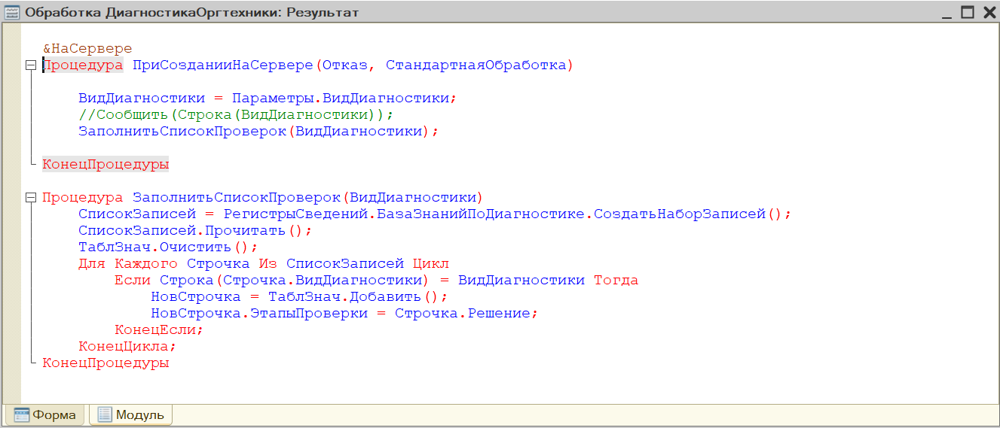 Обработка ДиагностикаОргтехники: Результат
&НаСервере
Процедура ПриСозданииНаСервере(Отказ, СтандартнаяОбработка)
ВидДиагностики = Параметры.ВидДиагностики;
//Сообщить(Строка(ВидДиагностики));
ЗаполнитьСписокПроверок(ВидДиагностики);
КонецПроцедуры
Процедура ЗаполнитьСписокПроверок(ВидДиагностики)
СписокЗаписей = РегистрыСведений.БазаЗнанийПоДиагностике.СоздатьНаборЗаписей();
СписокЗаписей.Прочитать();
ТаблЗнач.Очистить();
Для Каждого Строчка Из СписокЗаписей Цикл
Если Строка(Строчка.ВидДиагностики) = ВидДиагностики Тогда
НовСтрочка = ТаблЗнач.Добавить();
НовСтрочка.ЭтапыПроверки = Строчка.Решение;
КонецЕсли;
КонецЦикла;
КонецПроцедуры
Форма Модуль